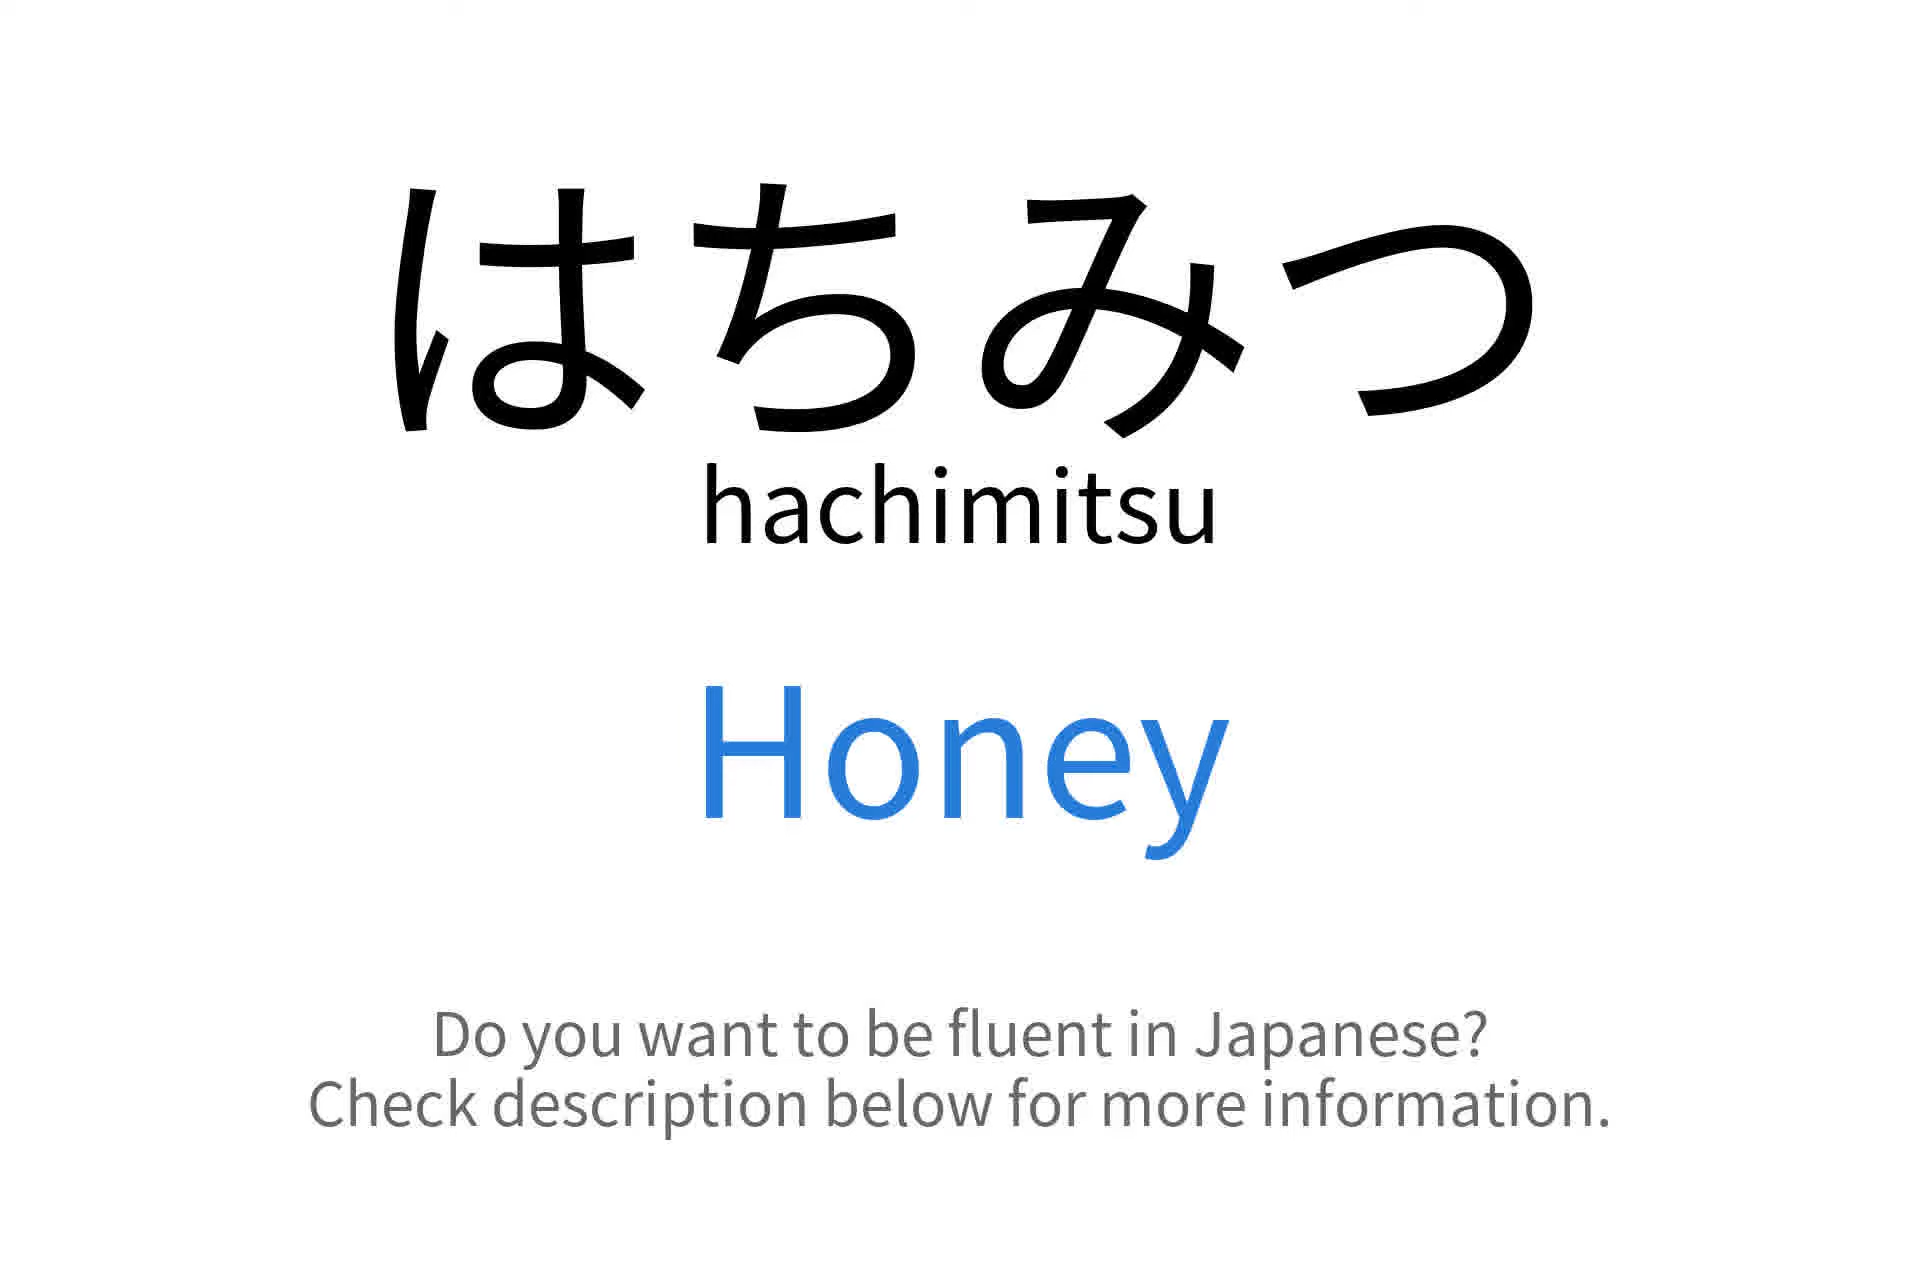 はちみつ
hachimitsu
Honey
Do you want to be fluent in Japanese?
Check description below for more information.